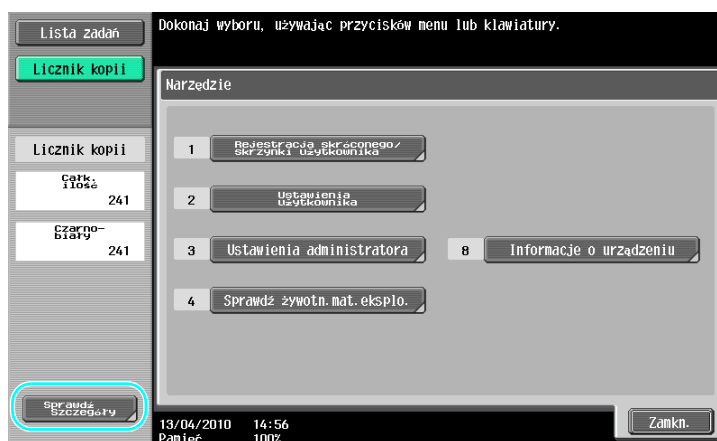 Lista zadań
Licznik kopii
Dokonaj wyboru, używając przycisków menu lub klawiatury.
Narzędzie
Licznik kopii
Całk.
ilość
241
Czarno-
biały
241
1 Rejestracja skróconego/
skrzynki użytkownika
2 Ustawienia
użytkownika
3 Ustawienia administratora
8 Informacje o urządzeniu
4 Sprawdź żywotn.mat.eksplo.
Sprawdź
Szczegóły
13/04/2010 14:56
Pamięć 100%
Zamkn.